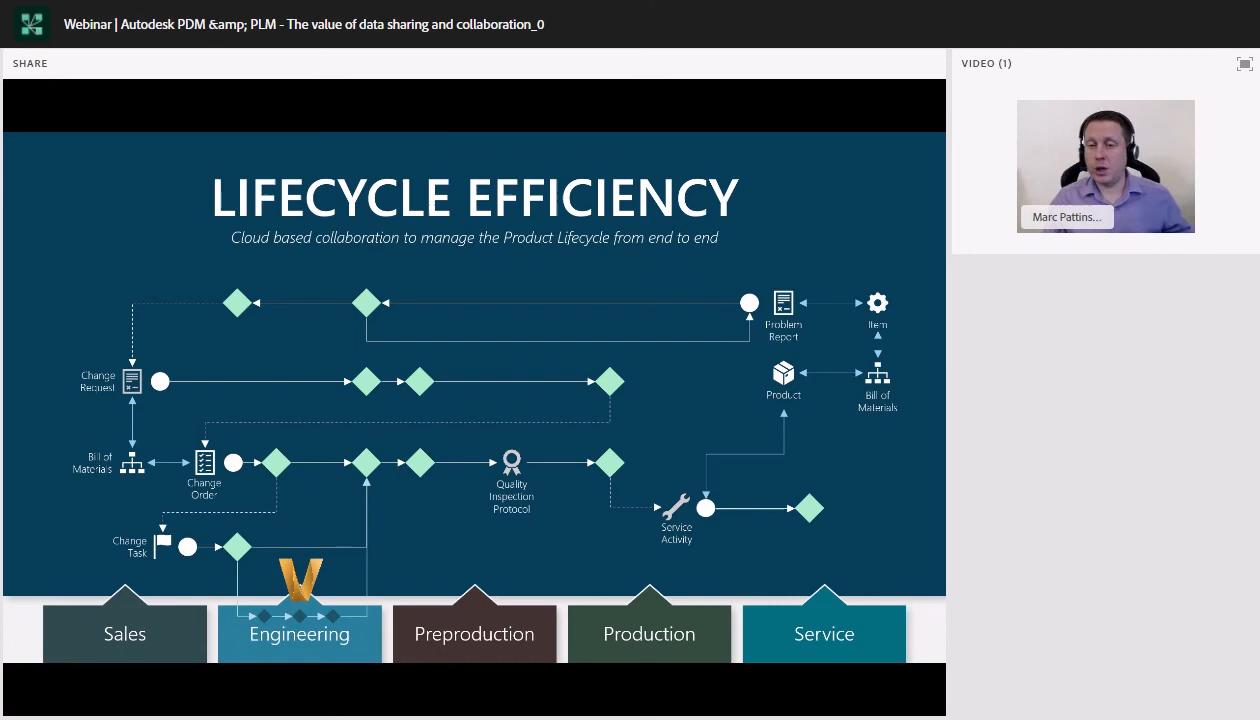 Webinar | Autodesk PDM &amp; PLM - The value of data sharing and collaboration_0
SHARE
VIDEO (1)
Marc Pattins...
LIFECYCLE EFFICIENCY
Cloud based collaboration to manage the Product Lifecycle from end to end
Problem
Report
Item
Change
Request
Product
Bill of
Materials
Bill of
Materials
Change
Order
Quality
Inspection
Protocol
Service
Activity
Change
Task
Sales
Engineering
Preproduction
Production
Service